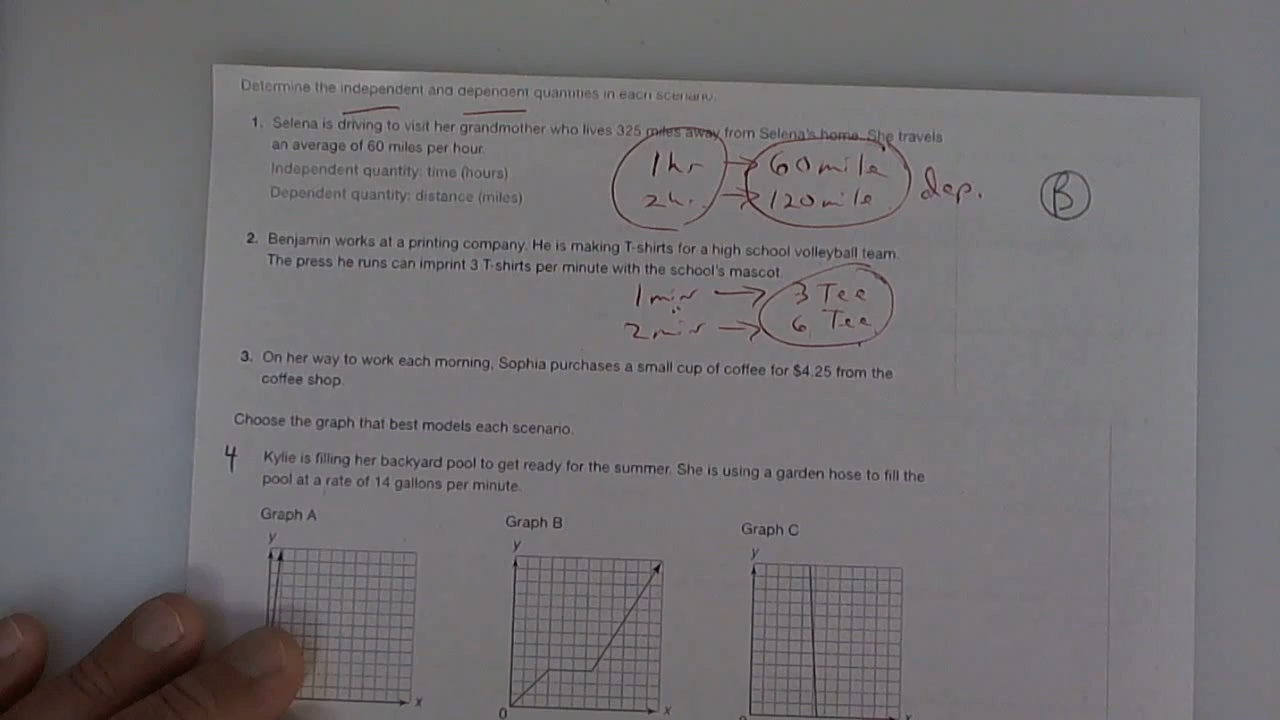 Determine the independent and dependent quantities in each scenario.
1. Selena is driving to visit her grandmother who lives 325 miles away from Selena's home. She travels
an average of 60 miles per hour.
Independent quantity: time (hours)
Dependent quantity: distance (miles)
1hr → 60 mile
2hr. → 120 mile
dep.
B
2. Benjamin works at a printing company. He is making T-shirts for a high school volleyball team.
The press he runs can imprint 3 T-shirts per minute with the school's mascot.
1 min → 3 Tee
2 min → 6 Tee
3. On her way to work each morning, Sophia purchases a small cup of coffee for $4.25 from the
coffee shop.
Choose the graph that best models each scenario.
4 Kylie is filling her backyard pool to get ready for the summer. She is using a garden hose to fill the
pool at a rate of 14 gallons per minute.
Graph A Graph B Graph C
y y y
x 0 x